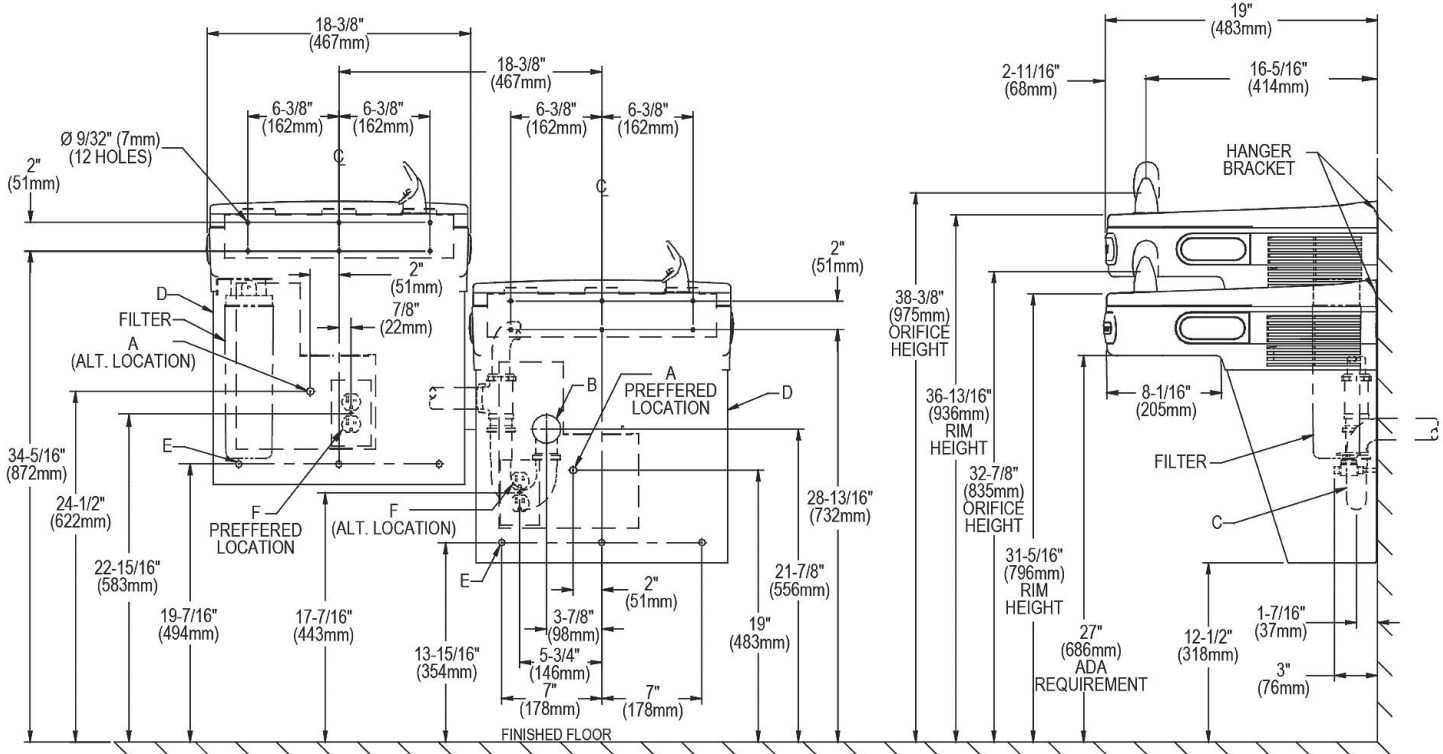 18-3/8"
(467mm)
18-3/8"
(467mm)
6-3/8"
(162mm)
6-3/8"
(162mm)
6-3/8"
(162mm)
6-3/8"
(162mm)
Ø 9/32" (7mm)
(12 HOLES)
2"
(51mm)
C
C
2"
(51mm)
2"
(51mm)
7/8"
(22mm)
D
FILTER
A
(ALT. LOCATION)
B
A
PREFFERED
LOCATION
D
E
34-5/16"
(872mm)
24-1/2"
(622mm)
F
PREFFERED
LOCATION
F
(ALT. LOCATION)
28-13/16"
(732mm)
22-15/16"
(583mm)
E
21-7/8"
(556mm)
19-7/16"
(494mm)
17-7/16"
(443mm)
2"
(51mm)
3-7/8"
(98mm)
19"
(483mm)
13-15/16"
(354mm)
5-3/4"
(146mm)
7"
(178mm)
7"
(178mm)
FINISHED FLOOR
19"
(483mm)
2-11/16"
(68mm)
16-5/16"
(414mm)
HANGER
BRACKET
38-3/8"
(975mm)
ORIFICE
HEIGHT
36-13/16"
(936mm)
RIM
HEIGHT
8-1/16"
(205mm)
FILTER
32-7/8"
(835mm)
ORIFICE
HEIGHT
C
31-5/16"
(796mm)
RIM
HEIGHT
27"
(686mm)
ADA
REQUIREMENT
12-1/2"
(318mm)
1-7/16"
(37mm)
3"
(76mm)